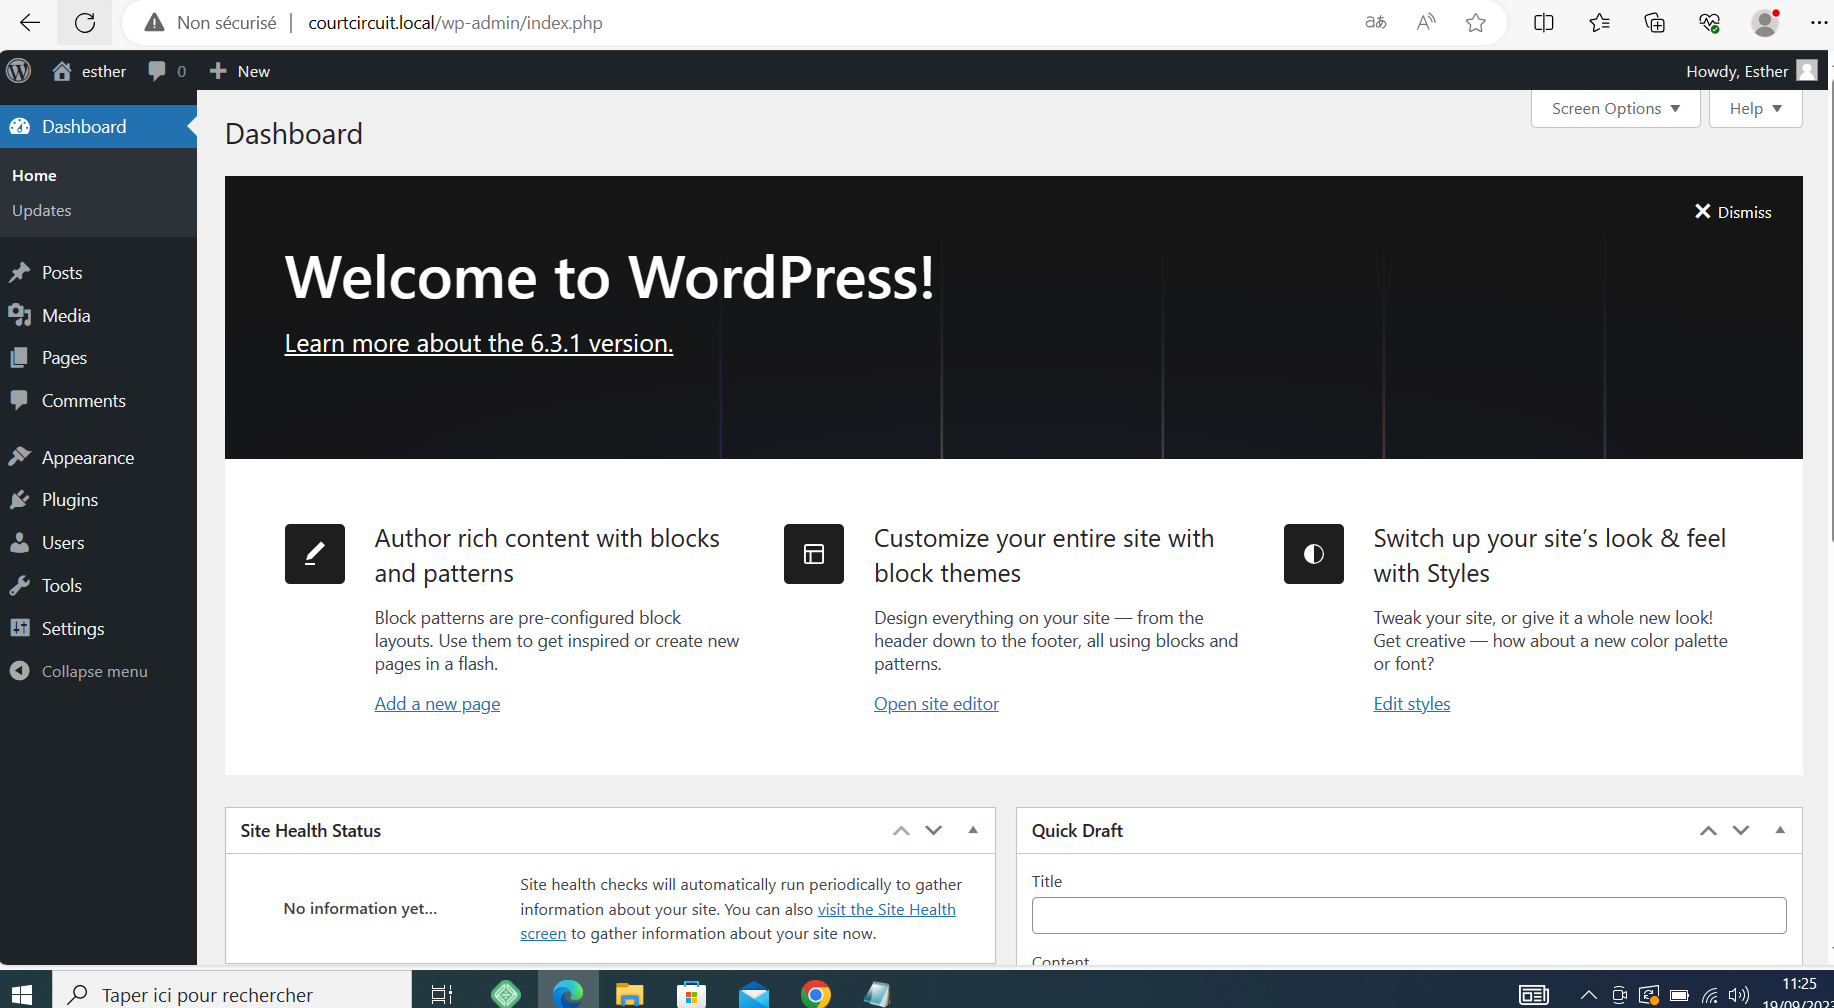 Non sécurisé | courtcircuit.local/wp-admin/index.php
esther 0 New Howdy, Esther
Screen Options Help
Dashboard
Home
Updates
Posts
Media
Pages
Comments
Appearance
Plugins
Users
Tools
Settings
Collapse menu
Dashboard
Dismiss
Welcome to WordPress!
Learn more about the 6.3.1 version.
Author rich content with blocks
and patterns
Block patterns are pre-configured block
layouts. Use them to get inspired or create new
pages in a flash.
Add a new page
Customize your entire site with
block themes
Design everything on your site — from the
header down to the footer, all using blocks and
patterns.
Open site editor
Switch up your site’s look & feel
with Styles
Tweak your site, or give it a whole new look!
Get creative — how about a new color palette
or font?
Edit styles
Site Health Status
No information yet...
Site health checks will automatically run periodically to gather
information about your site. You can also visit the Site Health
screen to gather information about your site now.
Quick Draft
Title
Content
Taper ici pour rechercher
11:25